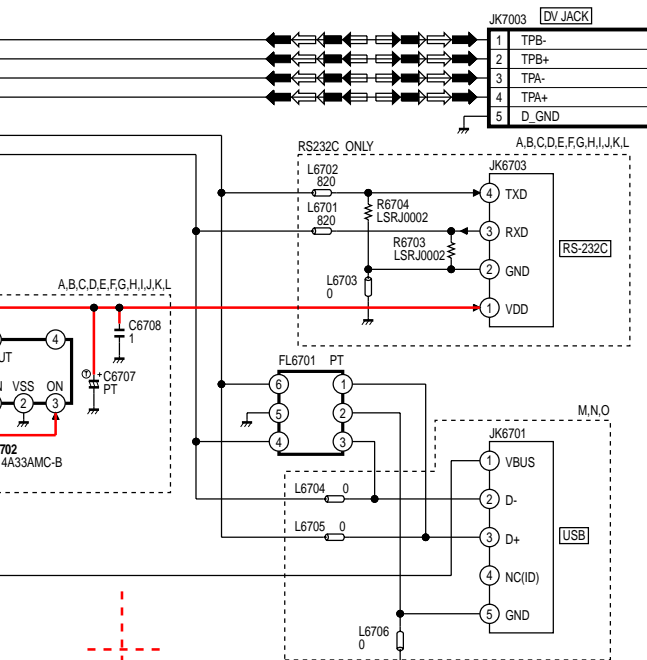 JK7003 DV JACK
1 TPB-
2 TPB+
3 TPA-
4 TPA+
5 D_GND
RS232C ONLY
A,B,C,D,E,F,G,H,I,J,K,L
JK6703
L6702
820
4 TXD
L6701
820
R6704
LSRJ0002
3 RXD
R6703
LSRJ0002
RS-232C
2 GND
L6703
0
1 VDD
A,B,C,D,E,F,G,H,I,J,K,L
C6708
1
4
UT
T + C6707
PT
N VSS ON
2 3
702
4A33AMC-B
FL6701 PT
6 1
5 2
4 3
M,N,O
JK6701
1 VBUS
L6704 0
2 D-
L6705 0
3 D+
USB
4 NC(ID)
5 GND
L6706
0